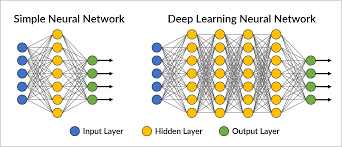 Simple Neural Network
Deep Learning Neural Network
Input Layer
Hidden Layer
Output Layer